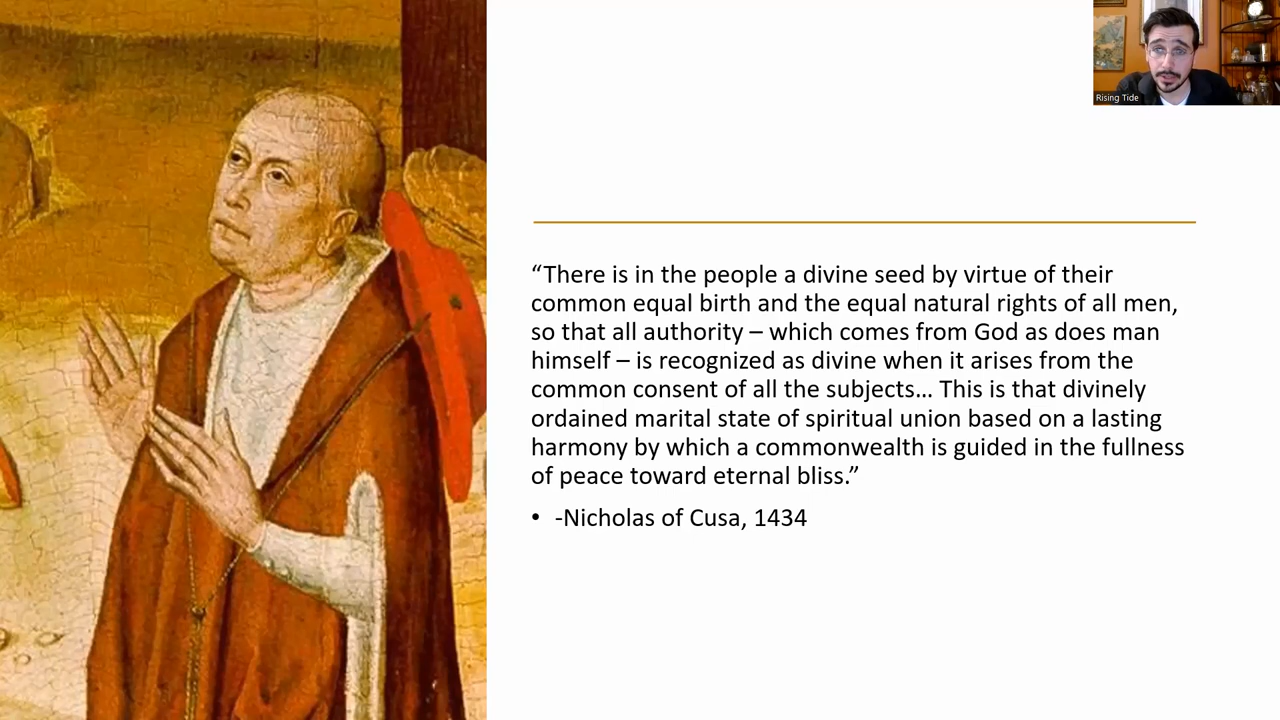 Rising Tide
“There is in the people a divine seed by virtue of their
common equal birth and the equal natural rights of all men,
so that all authority – which comes from God as does man
himself – is recognized as divine when it arises from the
common consent of all the subjects… This is that divinely
ordained marital state of spiritual union based on a lasting
harmony by which a commonwealth is guided in the fullness
of peace toward eternal bliss.”
• -Nicholas of Cusa, 1434